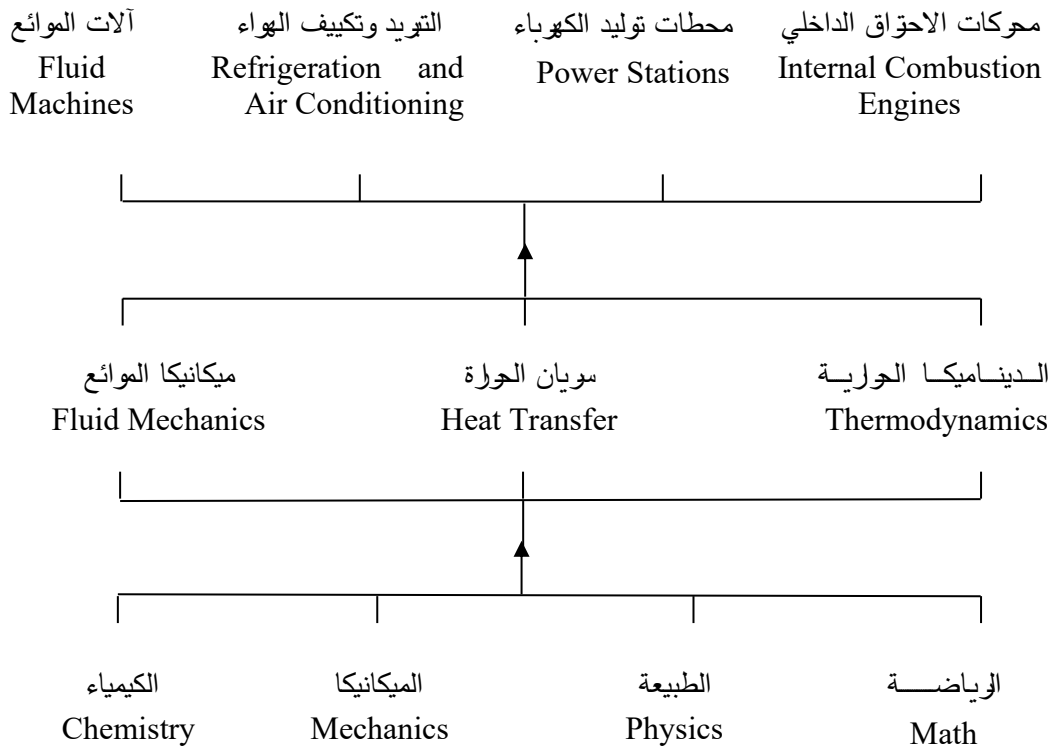 آلات الموائع
Fluid
Machines
التبريد وتكييف الهواء
Refrigeration and
Air Conditioning
محطات توليد الكهرباء
Power Stations
محركات الاحتراق الداخلي
Internal Combustion
Engines
ميكانيكا الموائع
Fluid Mechanics
سريان الحرارة
Heat Transfer
الديناميكا الحرارية
Thermodynamics
الكيمياء
Chemistry
الميكانيكا
Mechanics
الطبيعة
Physics
الرياضة
Math